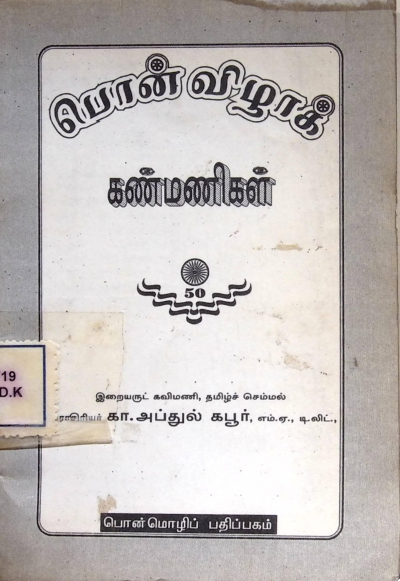 பொன் விழாக்
கண்மணிகள்
50
19
D.K
இறையருட் கவிமணி, தமிழ்ச் செம்மல்
கா. அப்துல் கபூர், எம்.ஏ., டி.லிட்.,
பொன்மொழிப் பதிப்பகம்